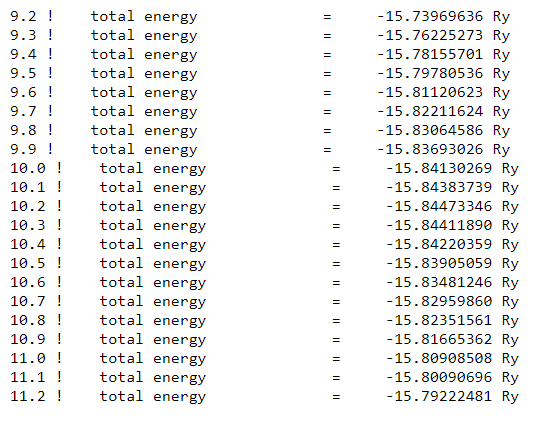 9.2 !    total energy              =     -15.73969636 Ry
9.3 !    total energy              =     -15.76225273 Ry
9.4 !    total energy              =     -15.78155701 Ry
9.5 !    total energy              =     -15.79780536 Ry
9.6 !    total energy              =     -15.81120623 Ry
9.7 !    total energy              =     -15.82211624 Ry
9.8 !    total energy              =     -15.83064586 Ry
9.9 !    total energy              =     -15.83693026 Ry
10.0 !    total energy              =     -15.84130269 Ry
10.1 !    total energy              =     -15.84383739 Ry
10.2 !    total energy              =     -15.84473346 Ry
10.3 !    total energy              =     -15.84411890 Ry
10.4 !    total energy              =     -15.84220359 Ry
10.5 !    total energy              =     -15.83905059 Ry
10.6 !    total energy              =     -15.83481246 Ry
10.7 !    total energy              =     -15.82959860 Ry
10.8 !    total energy              =     -15.82351561 Ry
10.9 !    total energy              =     -15.81665362 Ry
11.0 !    total energy              =     -15.80908508 Ry
11.1 !    total energy              =     -15.80090696 Ry
11.2 !    total energy              =     -15.79222481 Ry